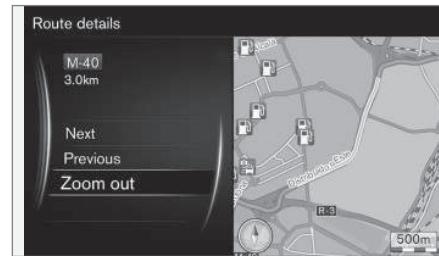 Route details
M-40
3.0km
Next
Previous
Zoom out
R-3
500m